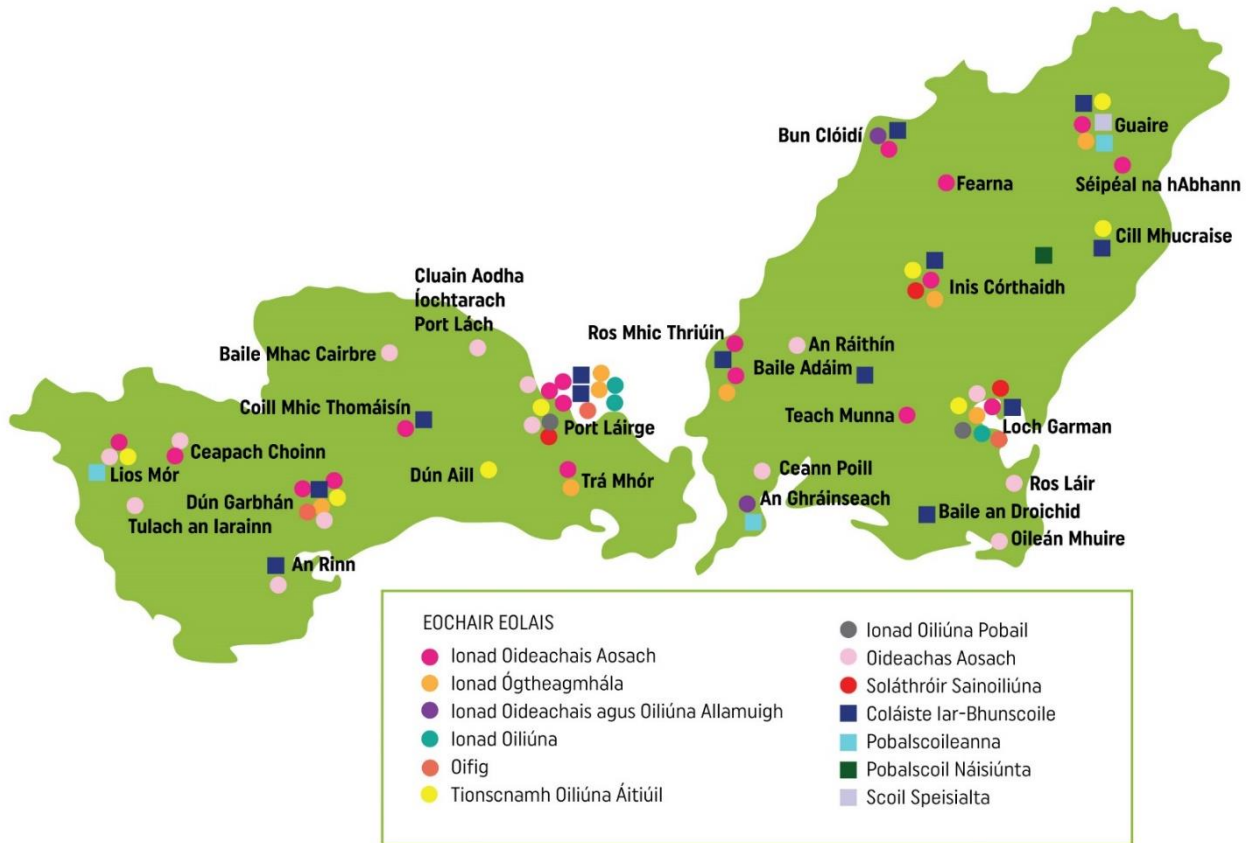 Bun Clóidí
Guaire
Fearna
Séipéal na hAbhann
Cill Mhucraise
Inis Córthaidh
Cluain Aodha
Íochtarach
Port Lách
Ros Mhic Thriúin
An Ráithín
Baile Mhac Cairbre
Baile Adáim
Coill Mhic Thomáisín
Teach Munna
Loch Garman
Port Láirge
Ceapach Choinn
Lios Mór
Dún Aill
Trá Mhór
Ceann Poill
Ros Láir
Dún Garbhán
An Ghráinseach
Tulach an Iarainn
Baile an Droichid
Oileán Mhuire
An Rinn
EOCHAIR EOLAIS
Ionad Oideachais Aosach
Ionad Ógtheagmhála
Ionad Oideachais agus Oiliúna Allamuigh
Ionad Oiliúna
Oifig
Tionscnamh Oiliúna Áitiúil
Ionad Oiliúna Pobail
Oideachas Aosach
Soláthróir Sainoiliúna
Coláiste Iar-Bhunscoile
Pobalscoileanna
Pobalscoil Náisiúnta
Scoil Speisialta